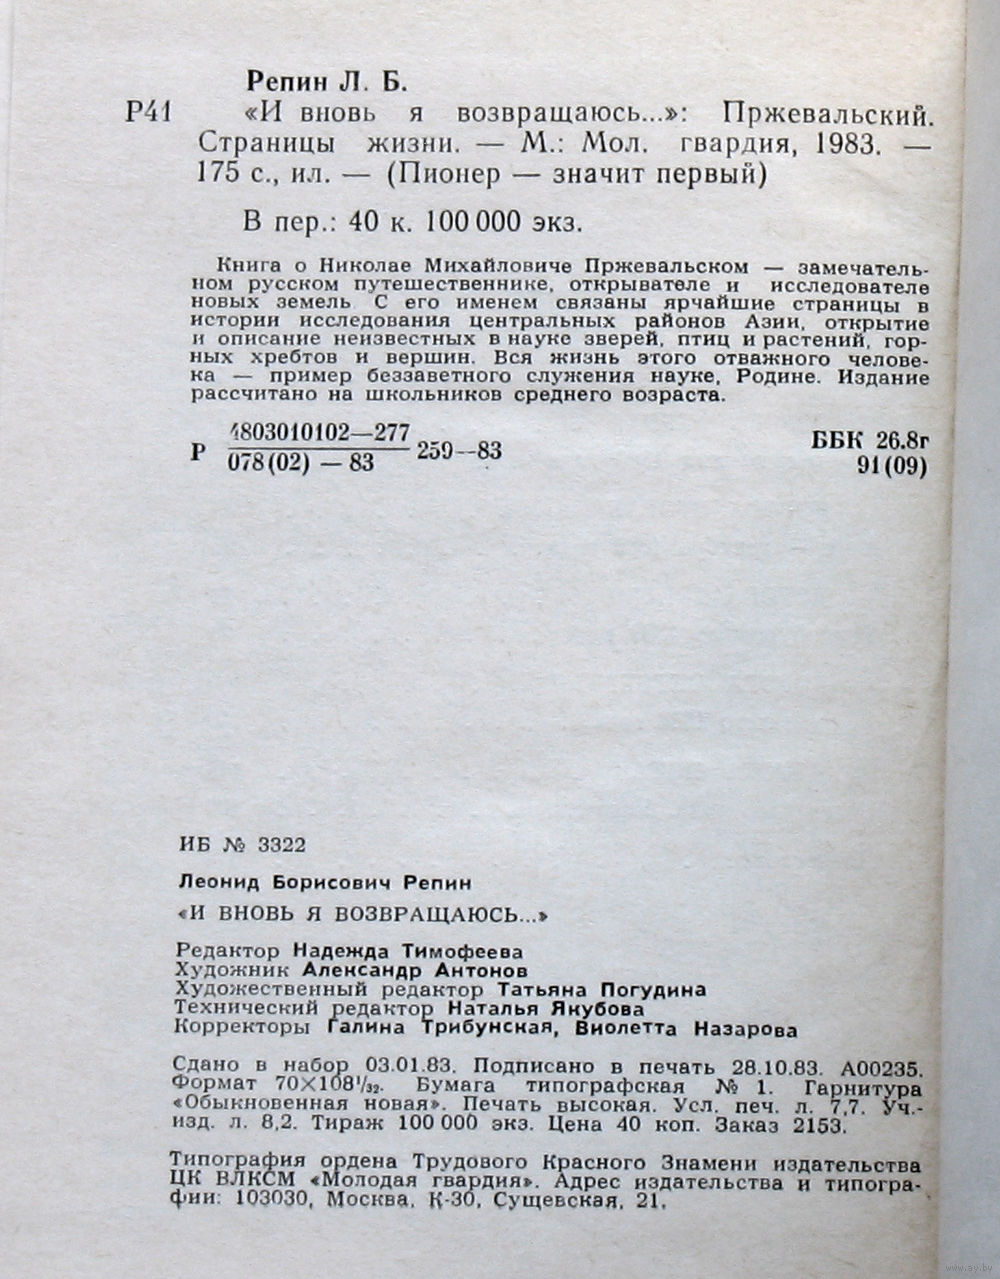 Репин Л. Б.
Р41 «И вновь я возвращаюсь...»: Пржевальский.
Страницы жизни. — М.: Мол. гвардия, 1983. —
175 с., ил. — (Пионер — значит первый)
В пер.: 40 к. 100 000 экз.
Книга о Николае Михайловиче Пржевальском — замечатель-
ном русском путешественнике, открывателе и исследователе
новых земель. С его именем связаны ярчайшие страницы в
истории исследования центральных районов Азии, открытие
и описание неизвестных в науке зверей, птиц и растений, гор-
ных хребтов и вершин. Вся жизнь этого отважного челове-
ка — пример беззаветного служения науке, Родине. Издание
рассчитано на школьников среднего возраста.
Р 4803010102—277
078(02) — 83 259—83
ББК 26.8г
91(09)
ИБ № 3322
Леонид Борисович Репин
«И ВНОВЬ Я ВОЗВРАЩАЮСЬ...»
Редактор Надежда Тимофеева
Художник Александр Антонов
Художественный редактор Татьяна Погудина
Технический редактор Наталья Якубова
Корректоры Галина Трибунская, Виолетта Назарова
Сдано в набор 03.01.83. Подписано в печать 28.10.83. А00235.
Формат 70×108¹/₃₂. Бумага типографская № 1. Гарнитура
«Обыкновенная новая». Печать высокая. Усл. печ. л. 7,7. Уч.-
изд. л. 8,2. Тираж 100 000 экз. Цена 40 коп. Заказ 2153.
Типография ордена Трудового Красного Знамени издательства
ЦК ВЛКСМ «Молодая гвардия». Адрес издательства и типогра-
фии: 103030, Москва, К-30, Сущевская, 21.
www.ay.by